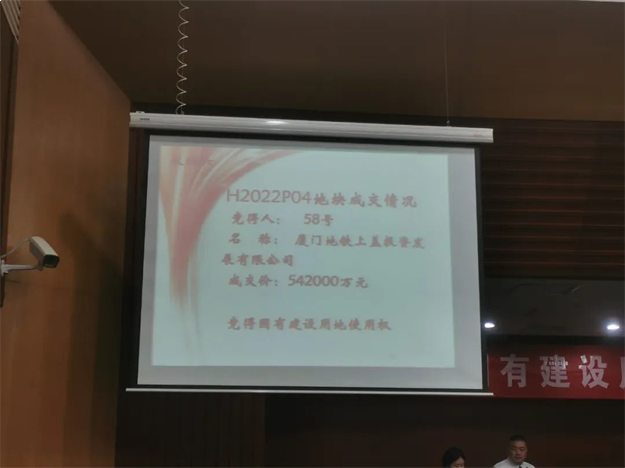 H2022P04地块成交情况
竞得人： 58号
名 称： 厦门地铁上盖投资发
展有限公司
成交价：542000万元
竞得国有建设用地使用权
有建设